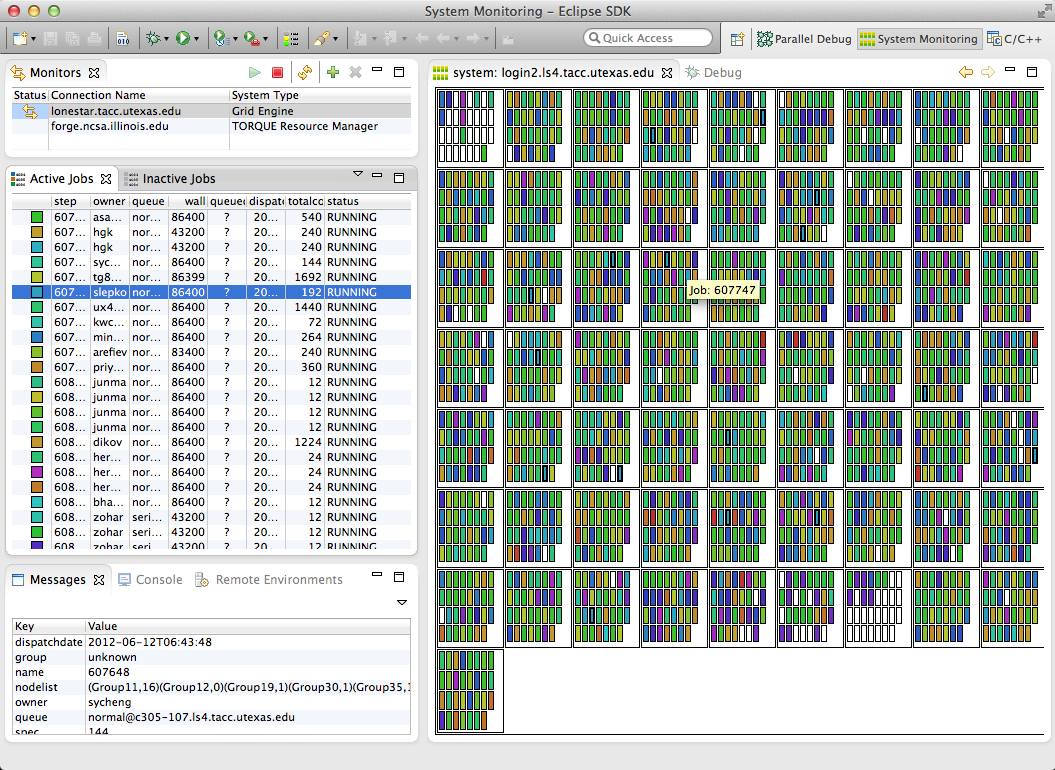 System Monitoring – Eclipse SDK
010 Quick Access Parallel Debug System Monitoring C/C++
Monitors
Status Connection Name System Type
lonestar.tacc.utexas.edu Grid Engine
forge.ncsa.illinois.edu TORQUE Resource Manager
Active Jobs Inactive Jobs
step owner queue wall queued dispat totalco status
607... asa... nor... 86400 ? 20... 540 RUNNING
607... hgk nor... 43200 ? 20... 240 RUNNING
607... hgk nor... 43200 ? 20... 240 RUNNING
607... syc... nor... 86400 ? 20... 144 RUNNING
607... tg8... nor... 86399 ? 20... 1692 RUNNING
607... slepko nor... 86400 ? 20... 192 RUNNING
607... ux4... nor... 86400 ? 20... 1440 RUNNING
607... kwc... nor... 86400 ? 20... 72 RUNNING
607... min... nor... 86400 ? 20... 264 RUNNING
607... arefiev nor... 83400 ? 20... 240 RUNNING
607... priy... nor... 86400 ? 20... 360 RUNNING
608... junma nor... 86400 ? 20... 12 RUNNING
608... junma nor... 86400 ? 20... 12 RUNNING
608... junma nor... 86400 ? 20... 12 RUNNING
608... junma nor... 86400 ? 20... 12 RUNNING
608... dikov nor... 43200 ? 20... 1224 RUNNING
608... her... nor... 86400 ? 20... 24 RUNNING
608... her... nor... 86400 ? 20... 24 RUNNING
608... her... nor... 86400 ? 20... 24 RUNNING
608... bha... nor... 86400 ? 20... 12 RUNNING
608... zohar seri... 43200 ? 20... 12 RUNNING
608... zohar seri... 43200 ? 20... 12 RUNNING
608 zohar seri... 43200 ? 20... 12 RUNNING
Messages Console Remote Environments
Key Value
dispatchdate 2012-06-12T06:43:48
group unknown
name 607648
nodelist (Group11,16)(Group12,0)(Group19,1)(Group30,1)(Group35,
owner sycheng
queue normal@c305-107.ls4.tacc.utexas.edu
spec 144
system: login2.ls4.tacc.utexas.edu Debug
Job: 607747